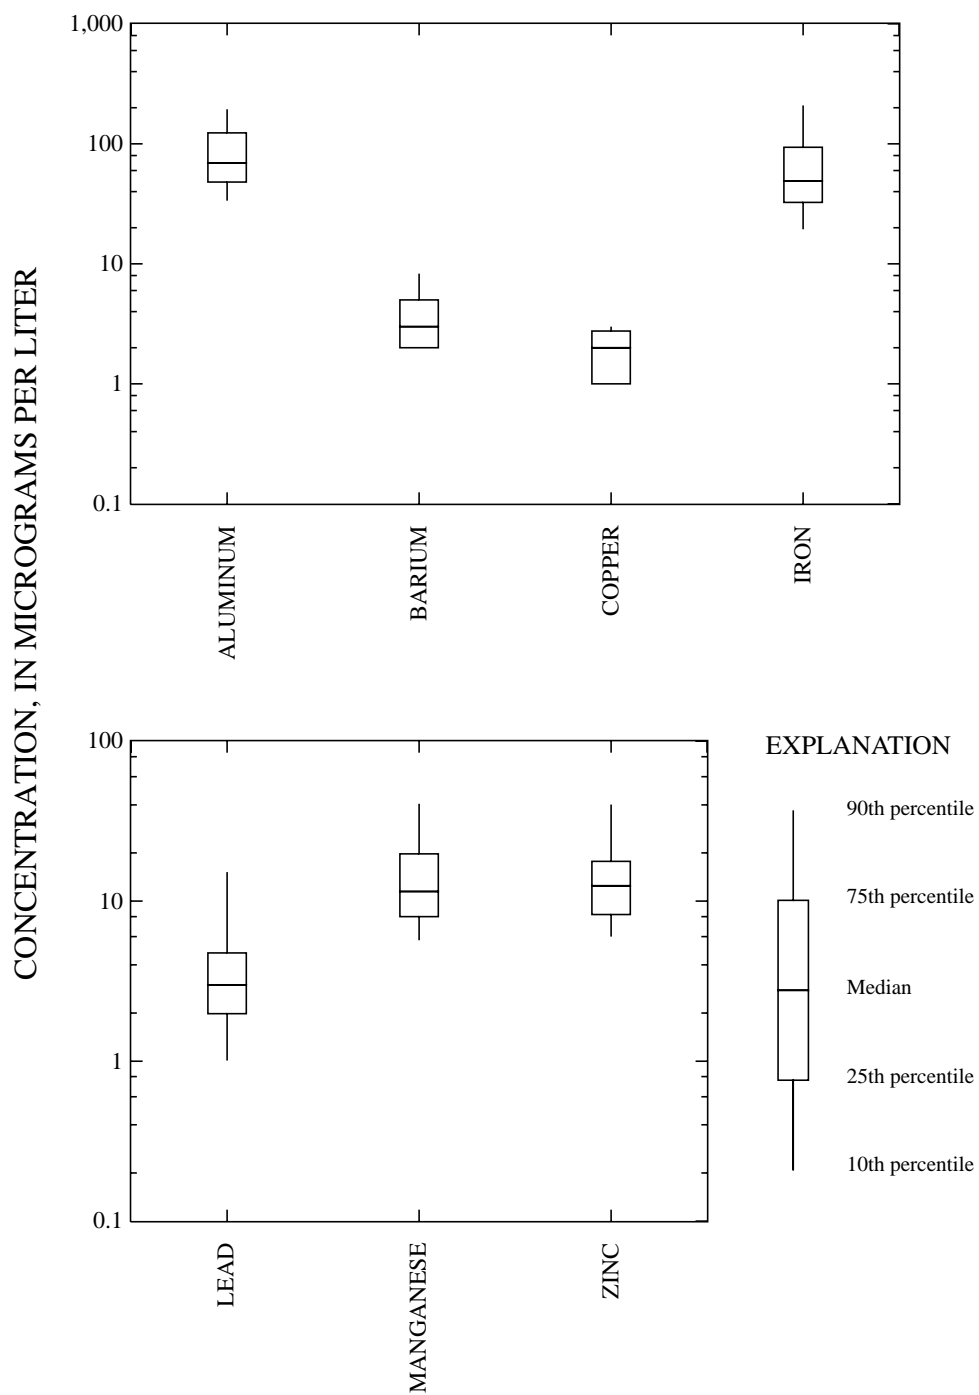 CONCENTRATION, IN MICROGRAMS PER LITER
1,000
100
10
1
0.1
ALUMINUM
BARIUM
COPPER
IRON
100
10
1
0.1
LEAD
MANGANESE
ZINC
EXPLANATION
90th percentile
75th percentile
Median
25th percentile
10th percentile